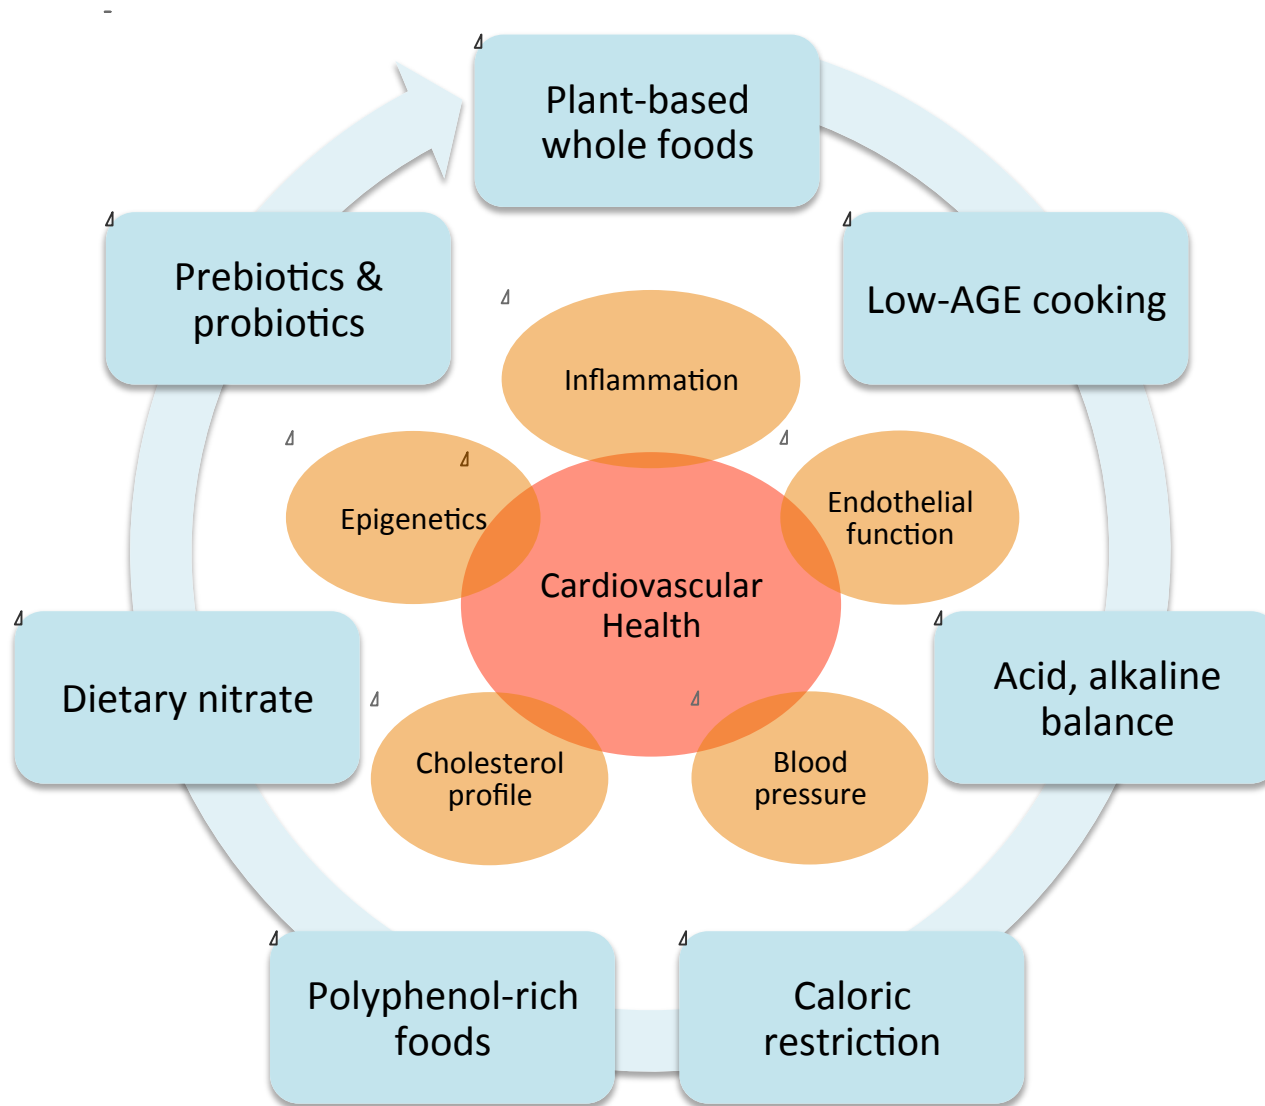 Plant-based
whole foods
Prebiotics &
probiotics
Low-AGE cooking
Inflammation
Epigenetics
Endothelial
function
Cardiovascular
Health
Dietary nitrate
Acid, alkaline
balance
Cholesterol
profile
Blood
pressure
Polyphenol-rich
foods
Caloric
restriction